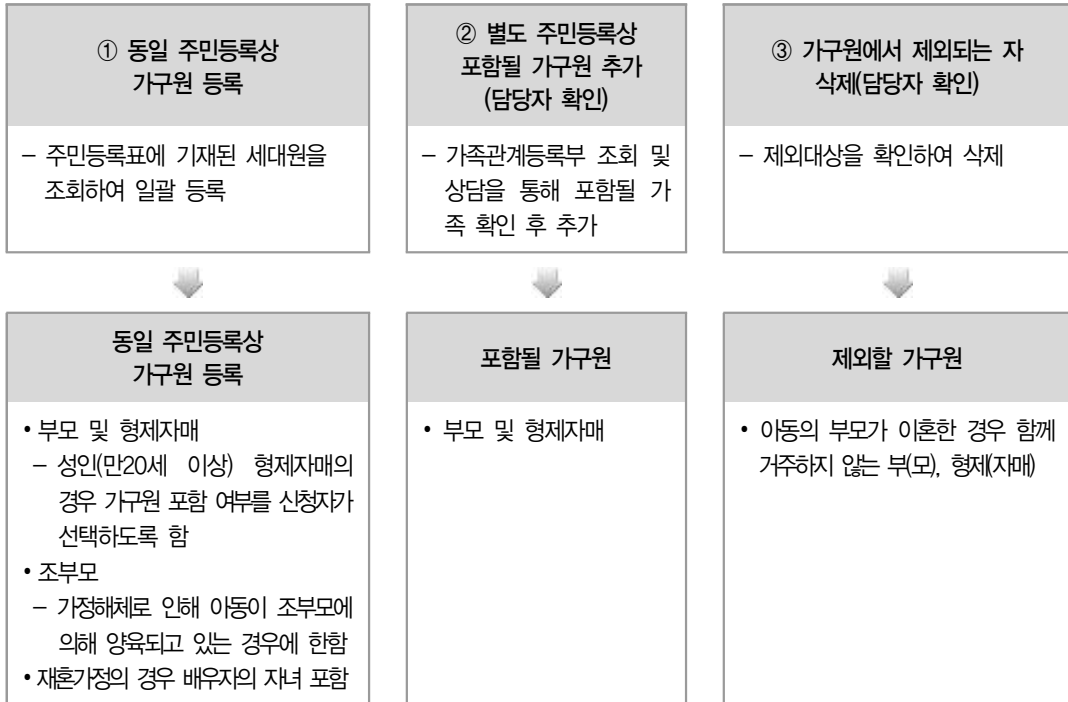 ① 동일 주민등록상
가구원 등록
– 주민등록표에 기재된 세대원을
조회하여 일괄 등록
② 별도 주민등록상
포함될 가구원 추가
(담당자 확인)
– 가족관계등록부 조회 및
상담을 통해 포함될 가
족 확인 후 추가
③ 가구원에서 제외되는 자
삭제(담당자 확인)
– 제외대상을 확인하여 삭제
동일 주민등록상
가구원 등록
• 부모 및 형제자매
– 성인(만20세 이상) 형제자매의
경우 가구원 포함 여부를 신청자가
선택하도록 함
• 조부모
– 가정해체로 인해 아동이 조부모에
의해 양육되고 있는 경우에 한함
• 재혼가정의 경우 배우자의 자녀 포함
포함될 가구원
• 부모 및 형제자매
제외할 가구원
• 아동의 부모가 이혼한 경우 함께
거주하지 않는 부(모), 형제(자매)